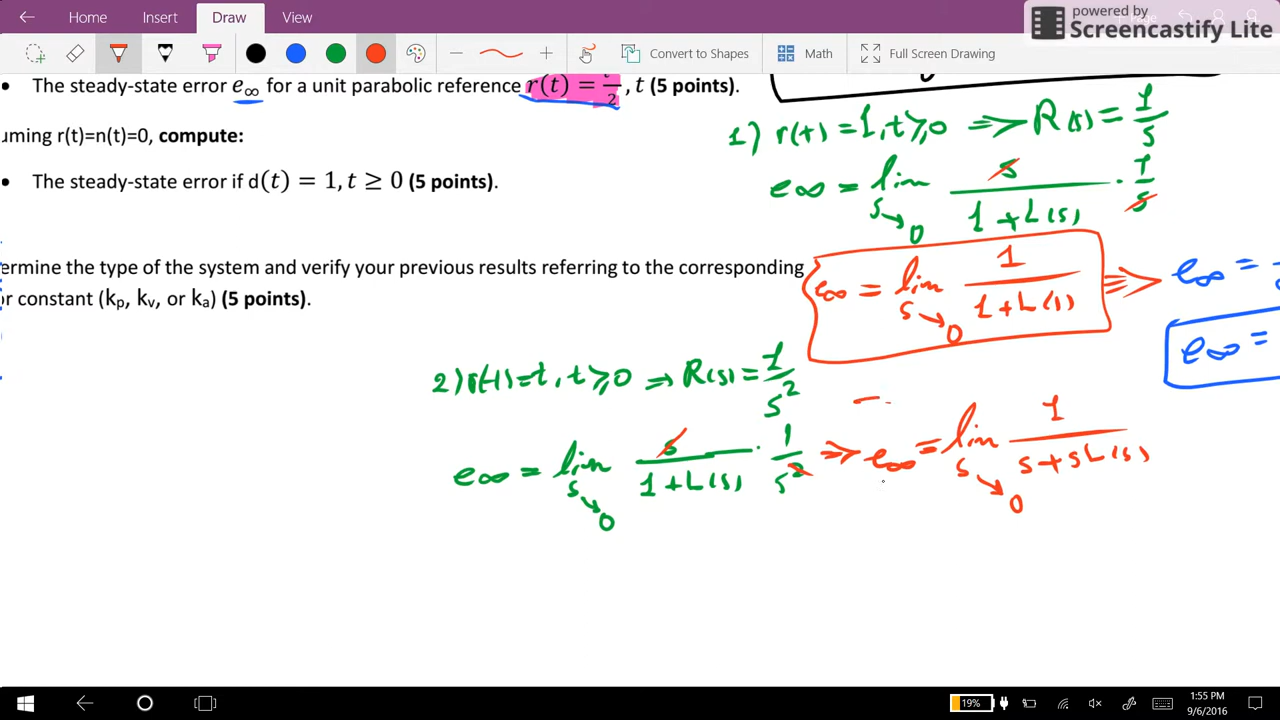 Home Insert Draw View
powered by
Screencastify Lite
Convert to Shapes Math Full Screen Drawing
• The steady-state error e∞ for a unit parabolic reference r(t) = /2 , t (5 points).
uming r(t)=n(t)=0, compute:
• The steady-state error if d(t) = 1, t ≥ 0 (5 points).
ermine the type of the system and verify your previous results referring to the corresponding
or constant (kp, kv, or ka) (5 points).
1) r(t) = 1, t ≥ 0 ⇒ R(s) = 1/s
e∞ = lim s→0 s/(1+L(s)) · 1/s
e∞ = lim s→0 1/(1+L(s)) ⇒ e∞ =
e∞ =
2) r(t) = t, t ≥ 0 ⇒ R(s) = 1/s²
e∞ = lim s→0 s/(1+L(s)) · 1/s² ⇒ e∞ = lim s→0 1/(s+sL(s))
19%
1:55 PM
9/6/2016